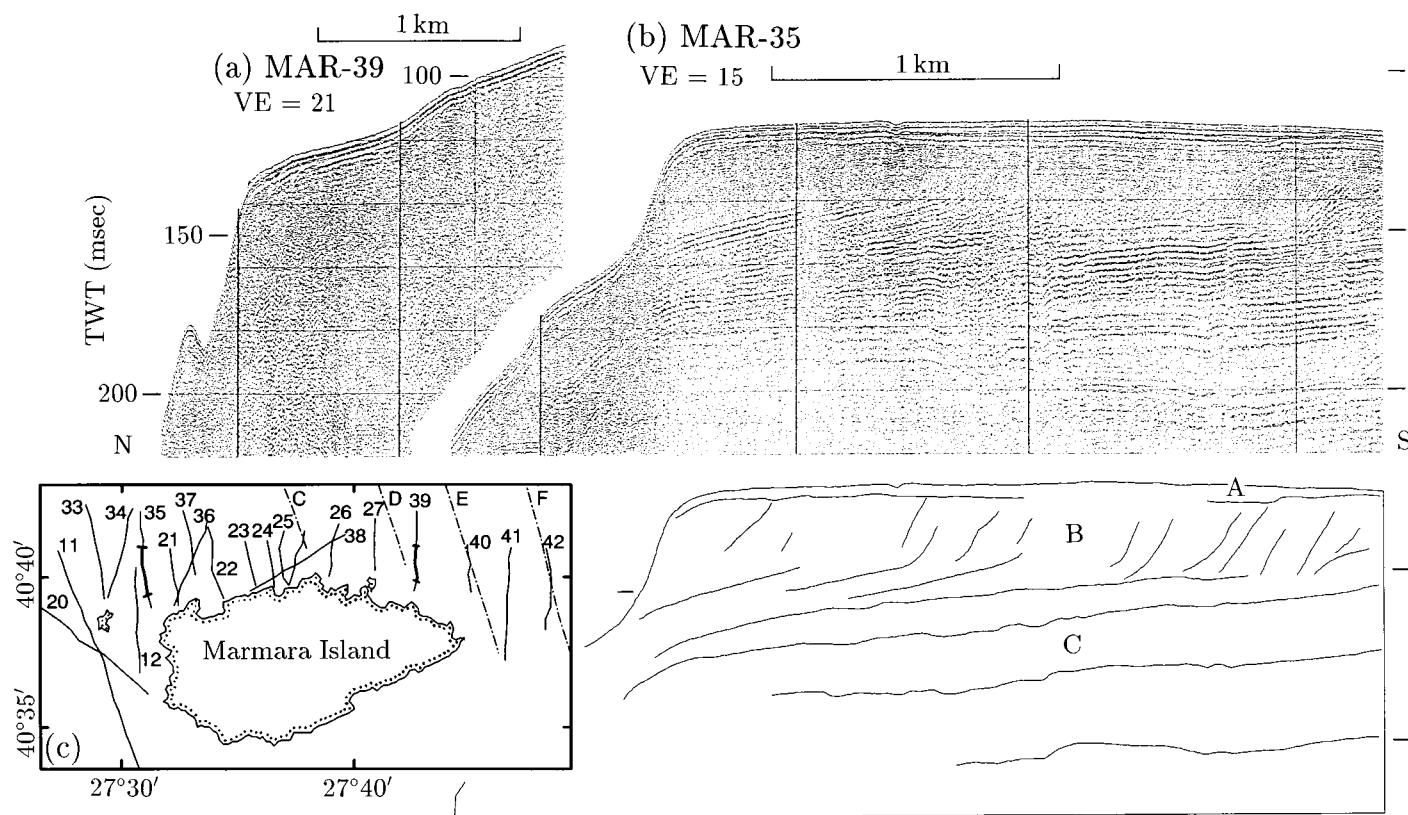 1 km
(a) MAR-39
VE = 21
100
150
200
TWT (msec)
N
(b) MAR-35
VE = 15
1 km
S
A
B
C
33
34
35
37
36
C
D
39
E
F
11
21
23
24
25
26
27
38
40
41
42
20
22
12
Marmara Island
40°40′
40°35′
(c)
27°30′
27°40′